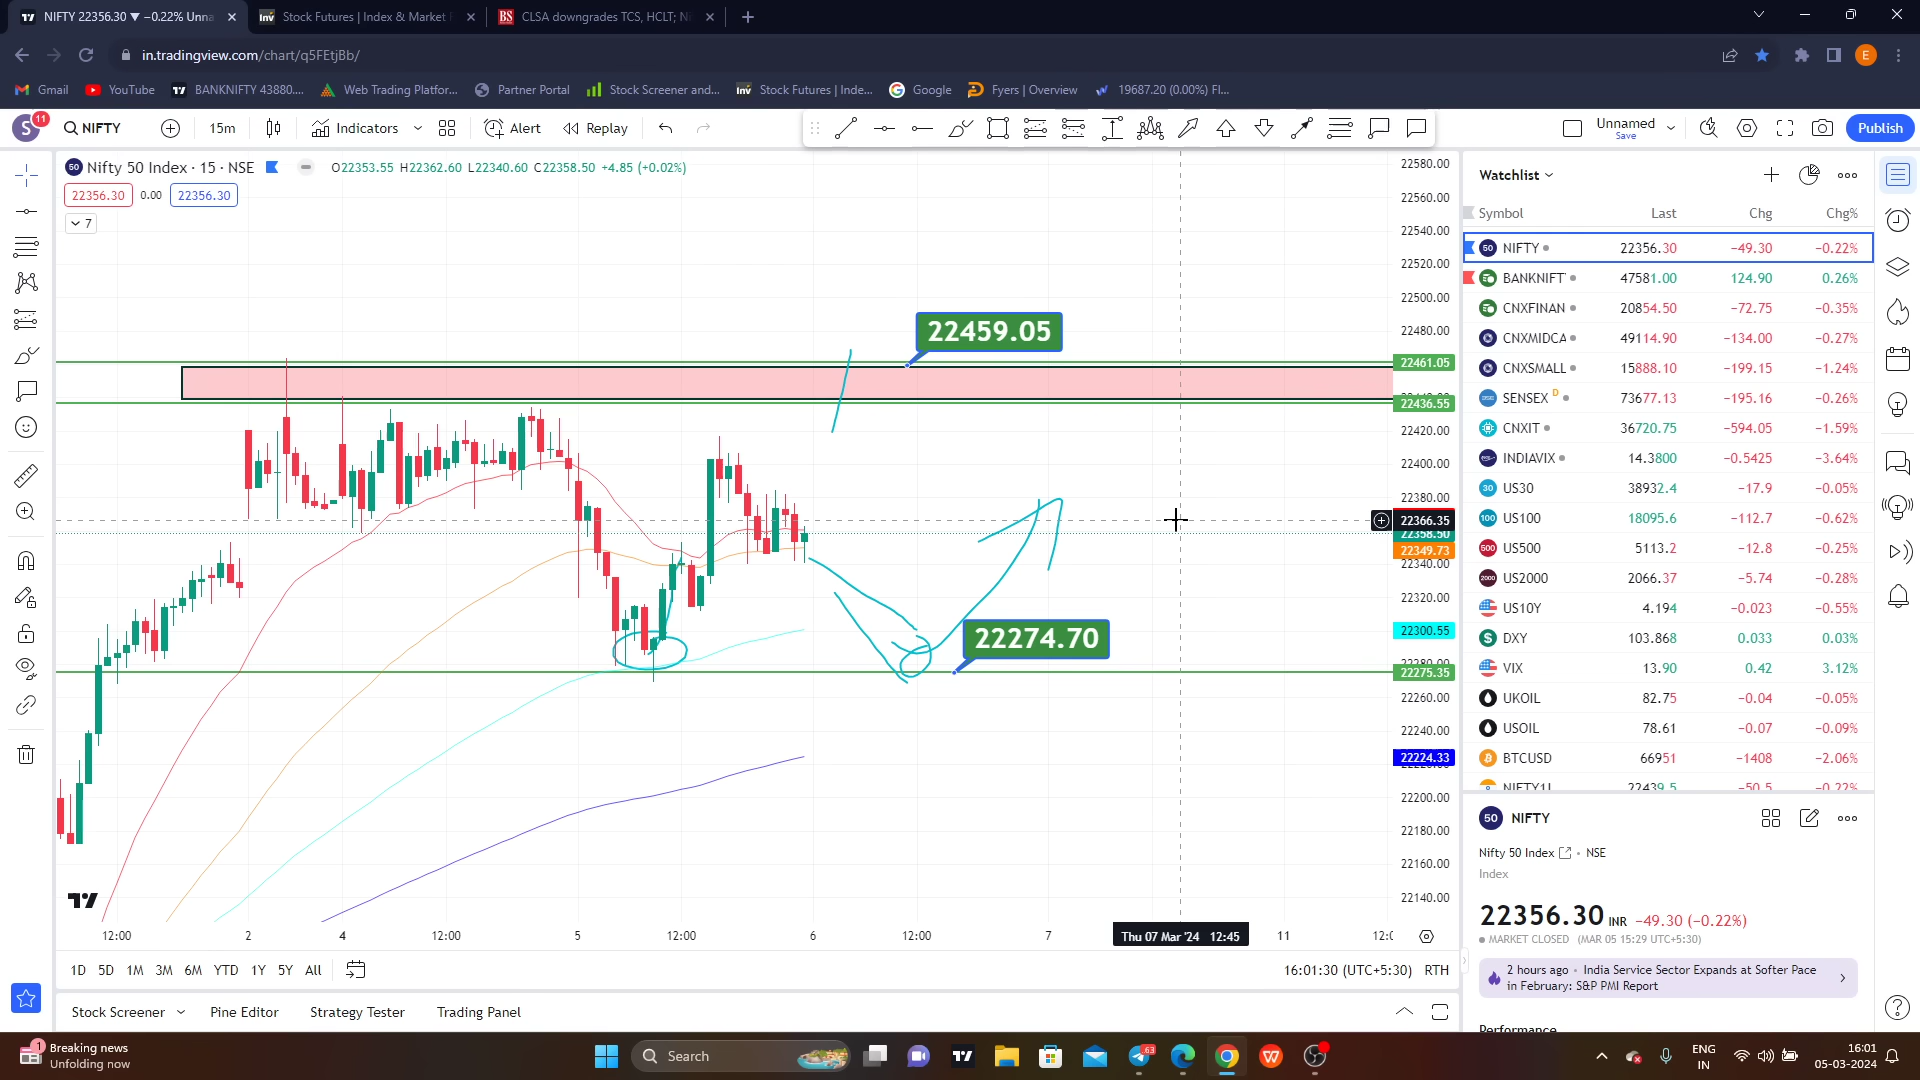 NIFTY 22356.30 ▼ −0.22% Unna
Stock Futures | Index & Market F
CLSA downgrades TCS, HCLT; Ni
in.tradingview.com/chart/q5FEtjBb/
Gmail
YouTube
BANKNIFTY 43880....
Web Trading Platfor...
Partner Portal
Stock Screener and...
Stock Futures | Inde...
Google
Fyers | Overview
19687.20 (0.00%) Fl...
S 11
NIFTY
15m
Indicators
Alert
Replay
Unnamed
Save
Publish
Nifty 50 Index · 15 · NSE
O22353.55 H22362.60 L22340.60 C22358.50 +4.85 (+0.02%)
22356.30 0.00 22356.30
7
22459.05
22274.70
22580.00
22560.00
22540.00
22520.00
22500.00
22480.00
22461.05
22436.55
22420.00
22400.00
22380.00
22366.35
22358.50
22349.73
22340.00
22320.00
22300.55
22280.00
22275.35
22260.00
22240.00
22224.33
22200.00
22180.00
22160.00
22140.00
12:00 2 4 12:00 5 12:00 6 12:00 7 Thu 07 Mar '24 12:45 11
1D 5D 1M 3M 6M YTD 1Y 5Y All
16:01:30 (UTC+5:30) RTH
Stock Screener Pine Editor Strategy Tester Trading Panel
Watchlist
Symbol Last Chg Chg%
NIFTY 22356.30 −49.30 −0.22%
BANKNIFT 47581.00 124.90 0.26%
CNXFINAN 20854.50 −72.75 −0.35%
CNXMIDCA 49114.90 −134.00 −0.27%
CNXSMALL 15888.10 −199.15 −1.24%
SENSEX D 73677.13 −195.16 −0.26%
CNXIT 36720.75 −594.05 −1.59%
INDIAVIX 14.3800 −0.5425 −3.64%
US30 38932.4 −17.9 −0.05%
US100 18095.6 −112.7 −0.62%
US500 5113.2 −12.8 −0.25%
US2000 2066.37 −5.74 −0.28%
US10Y 4.194 −0.023 −0.55%
DXY 103.868 0.033 0.03%
VIX 13.90 0.42 3.12%
UKOIL 82.75 −0.04 −0.05%
USOIL 78.61 −0.07 −0.09%
BTCUSD 66951 −1408 −2.06%
NIFTY1! 22439.5 −50.5 −0.22%
50 NIFTY
Nifty 50 Index · NSE
Index
22356.30 INR −49.30 (−0.22%)
MARKET CLOSED (MAR 05 15:29 UTC+5:30)
2 hours ago · India Service Sector Expands at Softer Pace
in February: S&P PMI Report
Performance
Breaking news
Unfolding now
Search
ENG
IN
16:01
05-03-2024